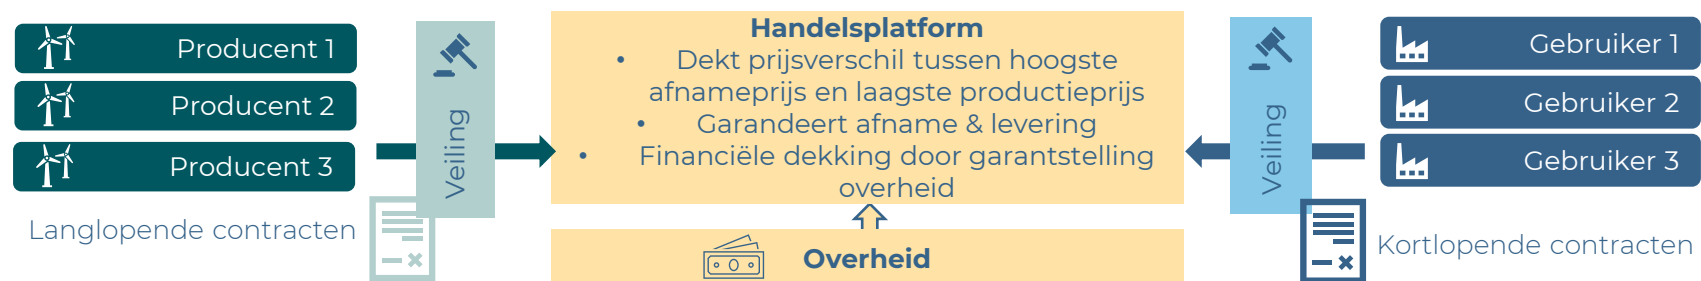 Producent 1
Producent 2
Producent 3
Langlopende contracten
Veiling
Handelsplatform
• Dekt prijsverschil tussen hoogste
afnameprijs en laagste productieprijs
• Garandeert afname & levering
• Financiële dekking door garantstelling
overheid
Overheid
Veiling
Gebruiker 1
Gebruiker 2
Gebruiker 3
Kortlopende contracten